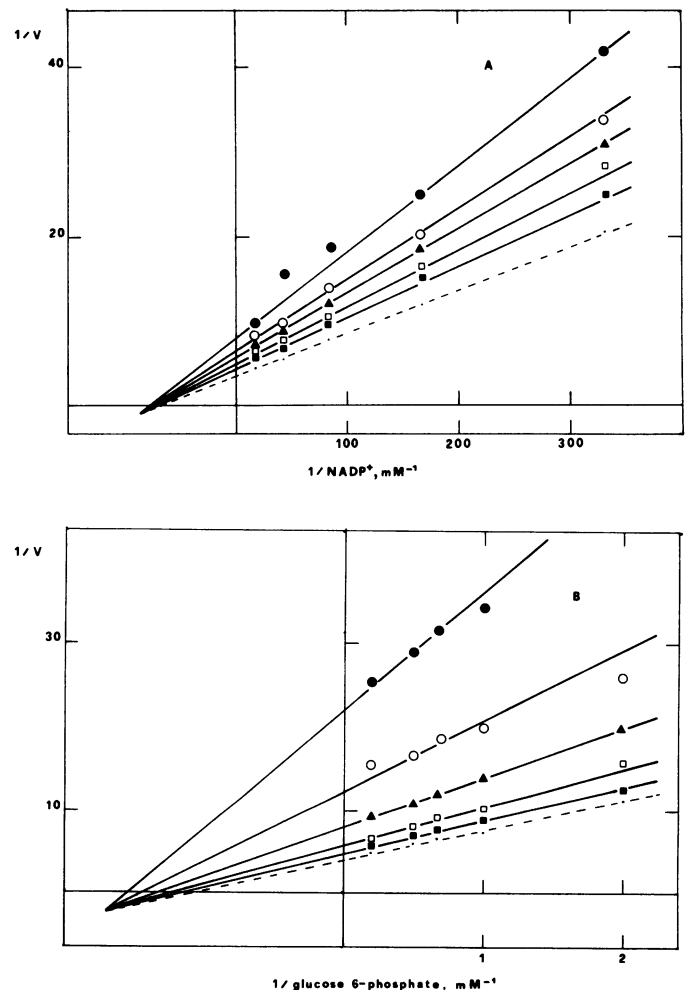 1/V
A
40
20
100 200 300
1/NADP⁺, mM⁻¹
1/V
B
30
10
1 2
1/ glucose 6-phosphate, mM⁻¹